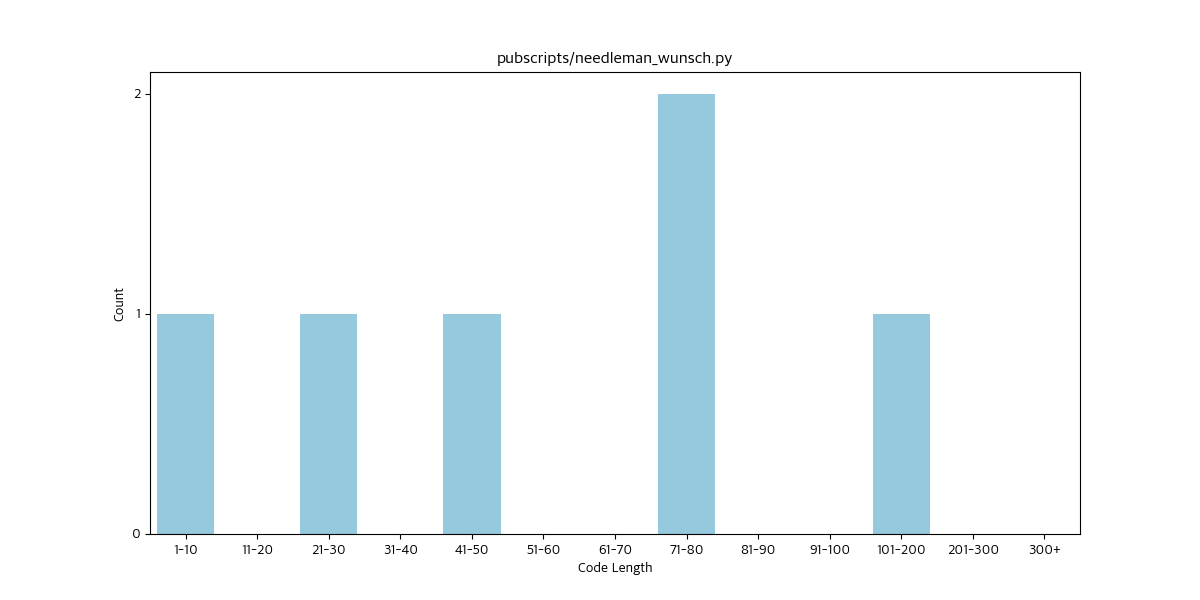 pubscripts/needleman_wunsch.py
2
1
0
Count
1-10 11-20 21-30 31-40 41-50 51-60 61-70 71-80 81-90 91-100 101-200 201-300 300+
Code Length